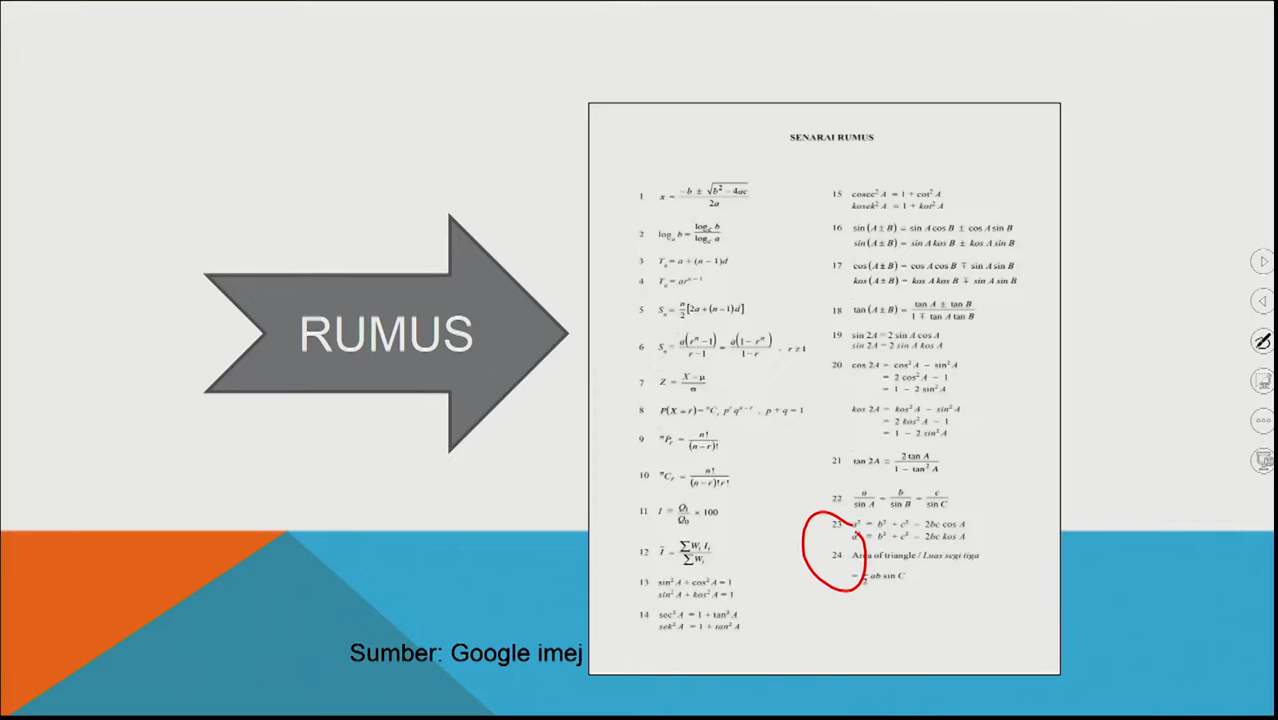 RUMUS
SENARAI RUMUS
1 x = (−b ± √(b² − 4ac)) / 2a
2 logₐ b = log_c b / log_c a
3 Tₙ = a + (n − 1)d
4 Tₙ = arⁿ⁻¹
5 Sₙ = n/2 [2a + (n − 1)d]
6 Sₙ = a(rⁿ − 1) / (r − 1) = a(1 − rⁿ) / (1 − r) , r ≠ 1
7 Z = (X − μ) / σ
8 P(X = r) = ⁿCᵣ pʳ qⁿ⁻ʳ , p + q = 1
9 ⁿPᵣ = n! / (n − r)!
10 ⁿCᵣ = n! / (n − r)! r!
11 I = Q₁ / Q₀ × 100
12 Ī = ∑ Wᵢ Iᵢ / ∑ Wᵢ
13 sin² A + cos² A = 1
sin² A + kos² A = 1
14 sec² A = 1 + tan² A
sek² A = 1 + tan² A
15 cosec² A = 1 + cot² A
kosek² A = 1 + kot² A
16 sin (A ± B) = sin A cos B ± cos A sin B
sin (A ± B) = sin A kos B ± kos A sin B
17 cos (A ± B) = cos A cos B ∓ sin A sin B
kos (A ± B) = kos A kos B ∓ sin A sin B
18 tan (A ± B) = (tan A ± tan B) / (1 ∓ tan A tan B)
19 sin 2A = 2 sin A cos A
sin 2A = 2 sin A kos A
20 cos 2A = cos² A − sin² A
= 2 cos² A − 1
= 1 − 2 sin² A
kos 2A = kos² A − sin² A
= 2 kos² A − 1
= 1 − 2 sin² A
21 tan 2A = 2 tan A / (1 − tan² A)
22 a / sin A = b / sin B = c / sin C
23 a² = b² + c² − 2bc cos A
a² = b² + c² − 2bc kos A
24 Area of triangle / Luas segi tiga
= ½ ab sin C
Sumber: Google imej